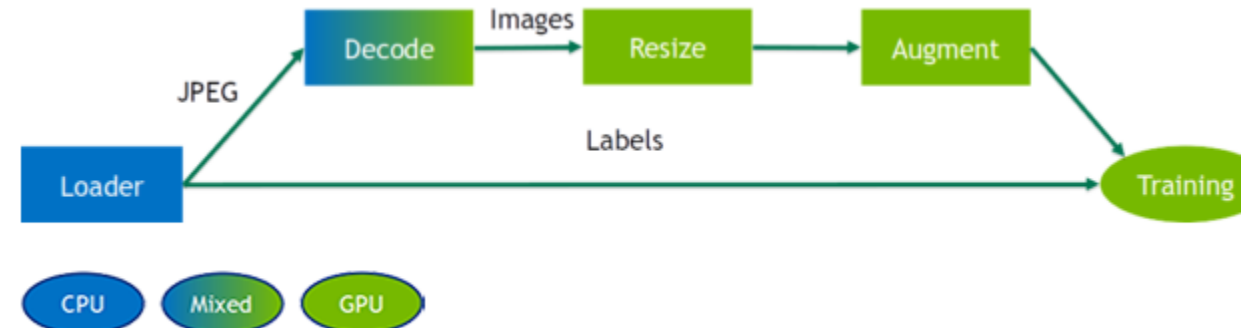 Images
Decode
Resize
Augment
JPEG
Labels
Loader
Training
CPU
Mixed
GPU